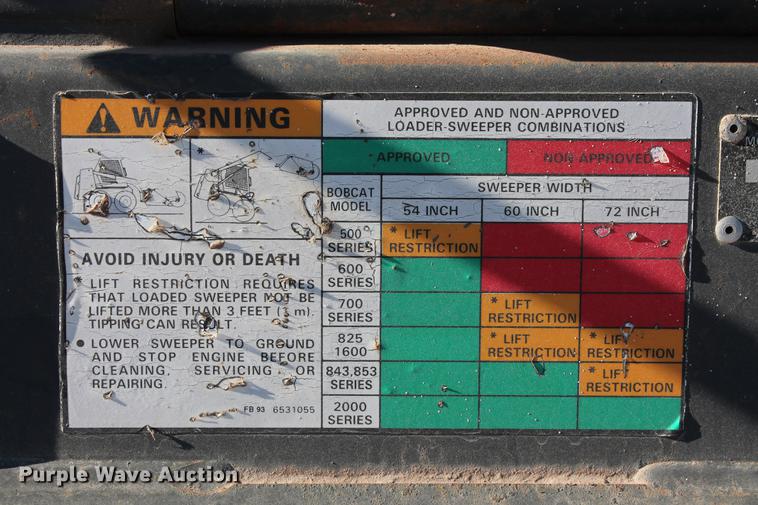 WARNING
APPROVED AND NON-APPROVED
LOADER-SWEEPER COMBINATIONS
APPROVED
NON APPROVED
BOBCAT
MODEL
SWEEPER WIDTH
54 INCH
60 INCH
72 INCH
500
SERIES
* LIFT
RESTRICTION
600
SERIES
700
SERIES
* LIFT
RESTRICTION
825
1600
* LIFT
RESTRICTION
* LIFT
RESTRICTION
843,853
SERIES
* LIFT
RESTRICTION
2000
SERIES
*
AVOID INJURY OR DEATH
* LIFT RESTRICTION REQUIRES
THAT LOADED SWEEPER NOT BE
LIFTED MORE THAN 3 FEET (1 m).
TIPPING CAN RESULT.
● LOWER SWEEPER TO GROUND
AND STOP ENGINE BEFORE
CLEANING, SERVICING OR
REPAIRING.
FB 93 6531055
Purple Wave Auction